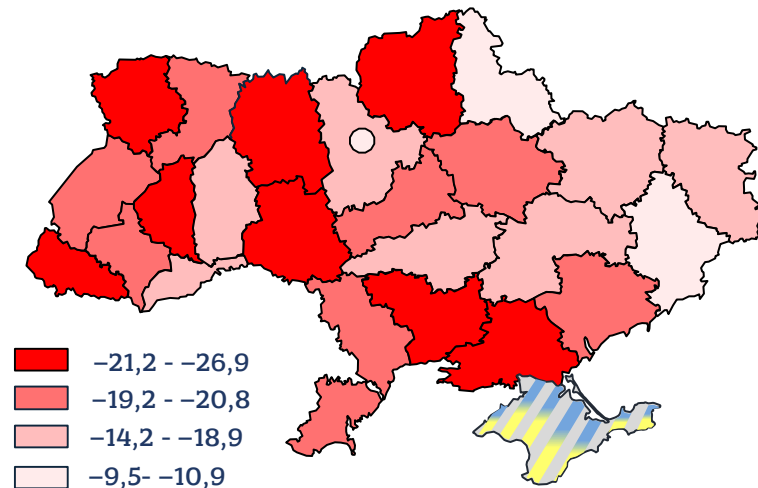 –21,2 - –26,9
–19,2 - –20,8
–14,2 - –18,9
–9,5- –10,9